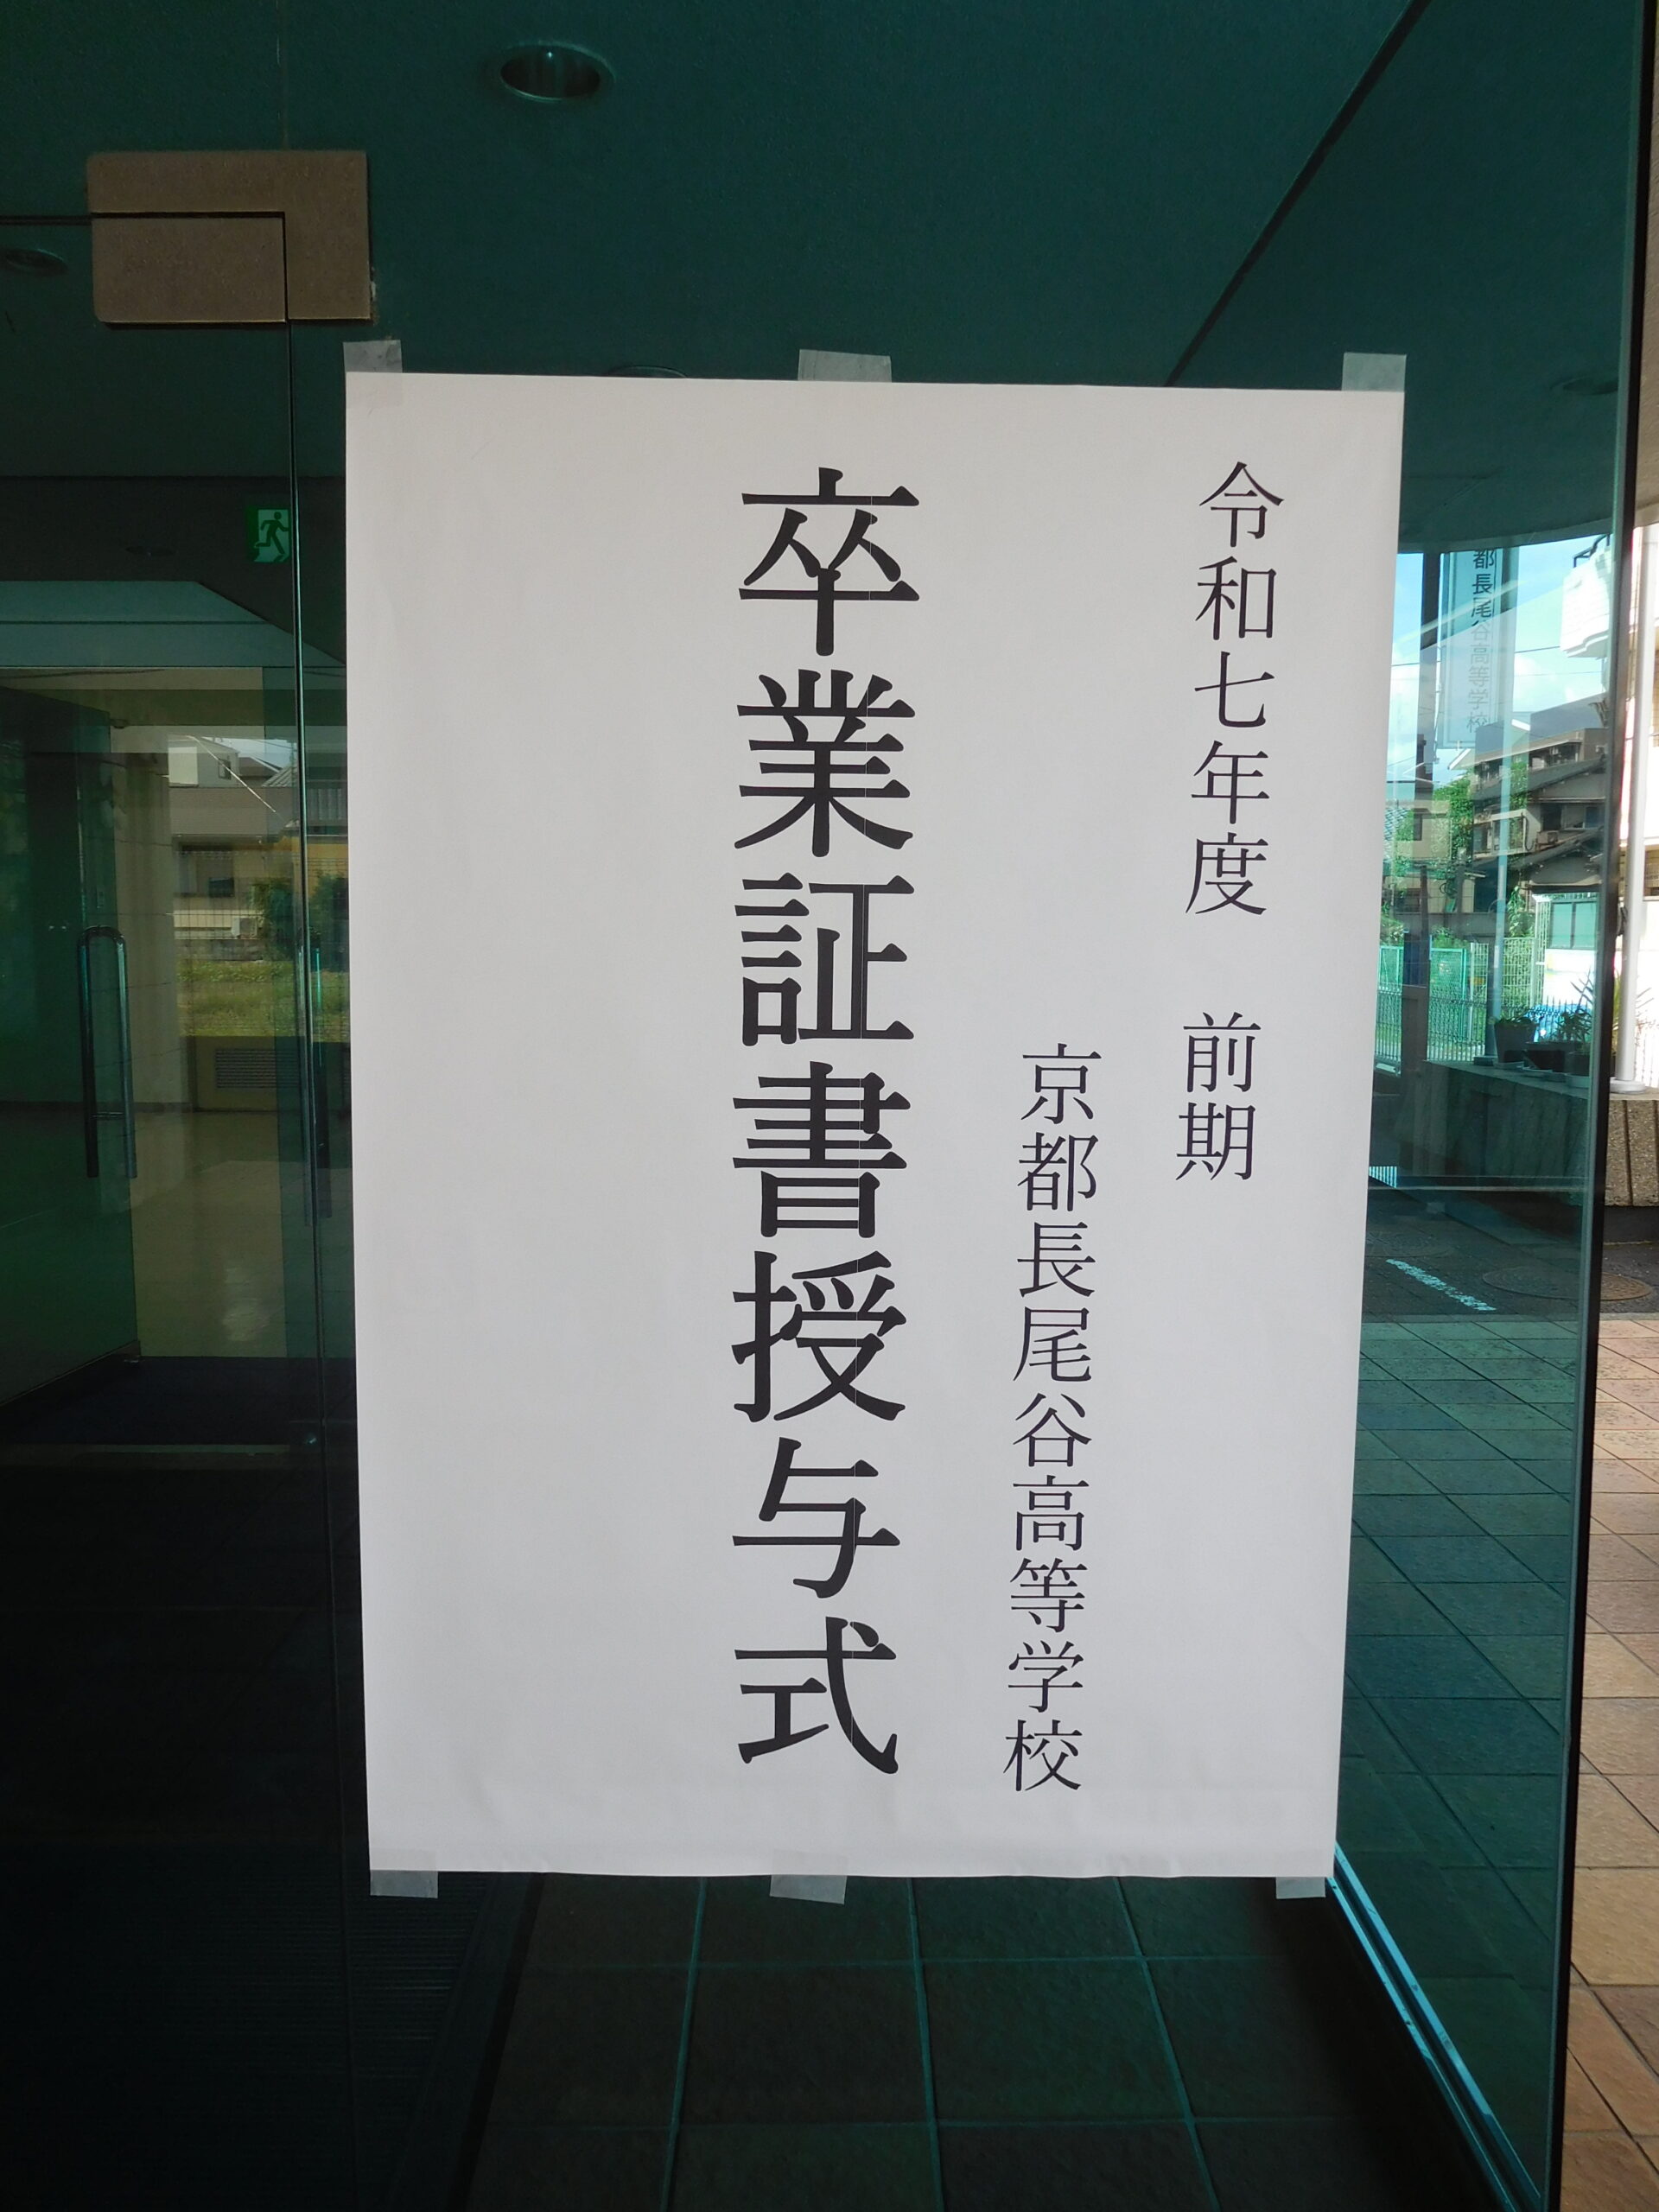 令和七年度　前期
京都長尾谷高等学校
卒業証書授与式
都長尾谷高等学校